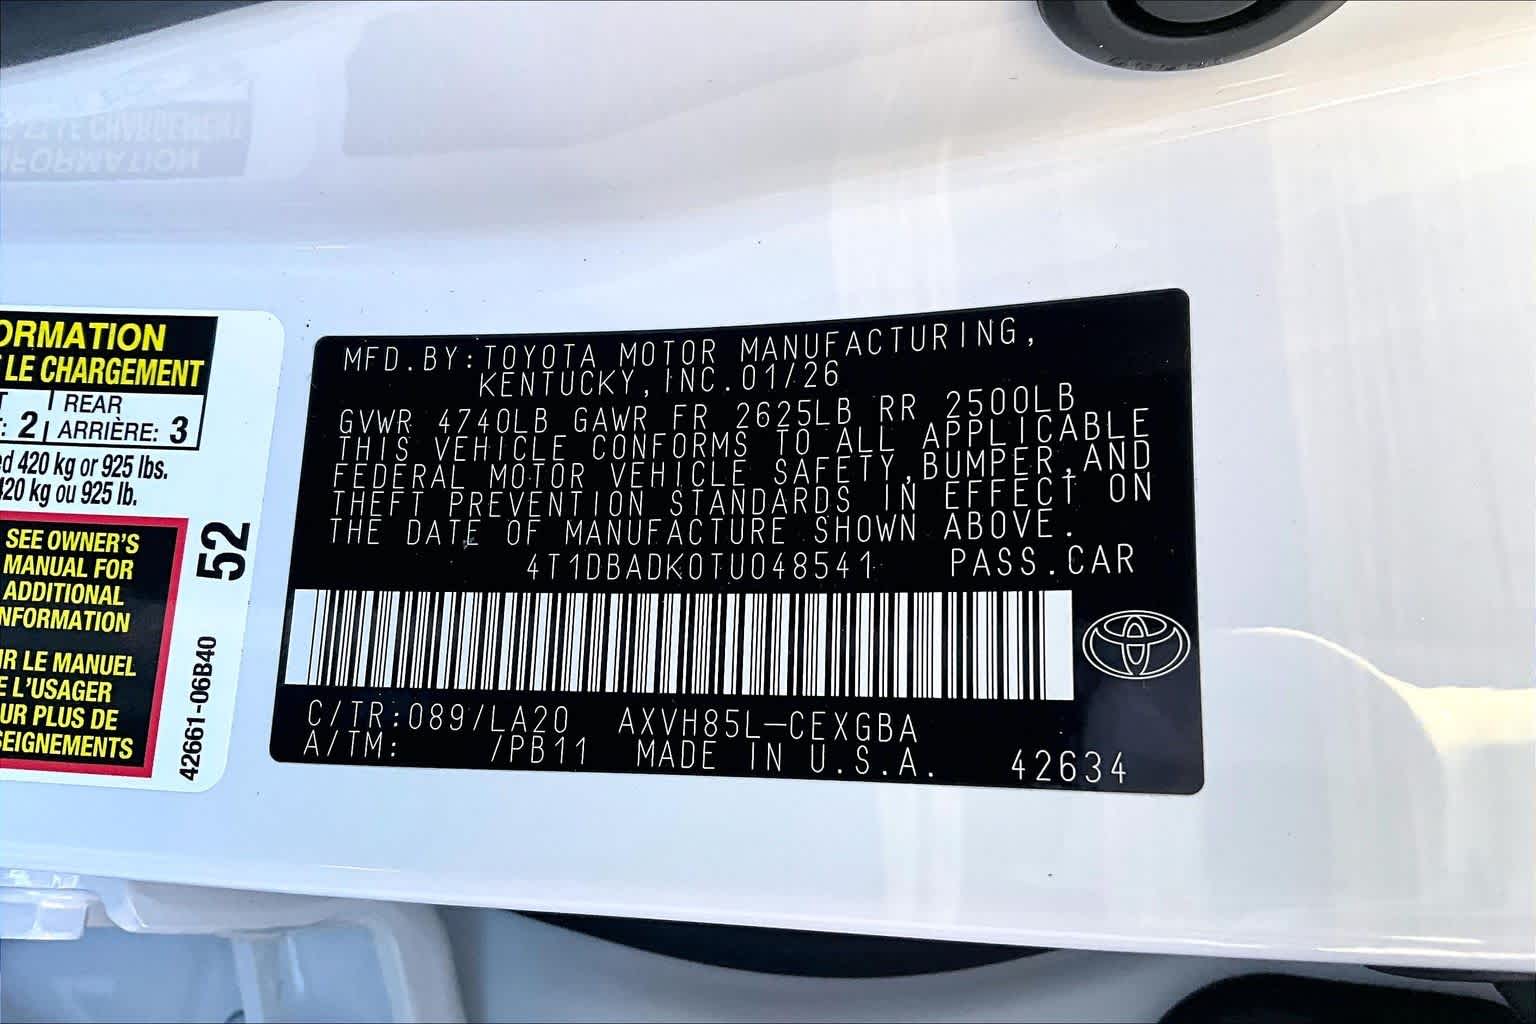 ORMATION
LE CHARGEMENT
2 | REAR
ARRIÈRE: 3
420 kg or 925 lbs.
420 kg ou 925 lb.
SEE OWNER'S
MANUAL FOR
ADDITIONAL
NFORMATION
R LE MANUEL
E L'USAGER
UR PLUS DE
SEIGNEMENTS
52
42661-06B40
MFD.BY:TOYOTA MOTOR MANUFACTURING,
KENTUCKY,INC.01/26
GVWR 4740LB GAWR FR 2625LB RR 2500LB
THIS VEHICLE CONFORMS TO ALL APPLICABLE
FEDERAL MOTOR VEHICLE SAFETY,BUMPER,AND
THEFT PREVENTION STANDARDS IN EFFECT ON
THE DATE OF MANUFACTURE SHOWN ABOVE.
4T1DBADK0TU048541 PASS.CAR
C/TR:089/LA20 AXVH85L-CEXGBA
A/TM: /PB11 MADE IN U.S.A. 42634